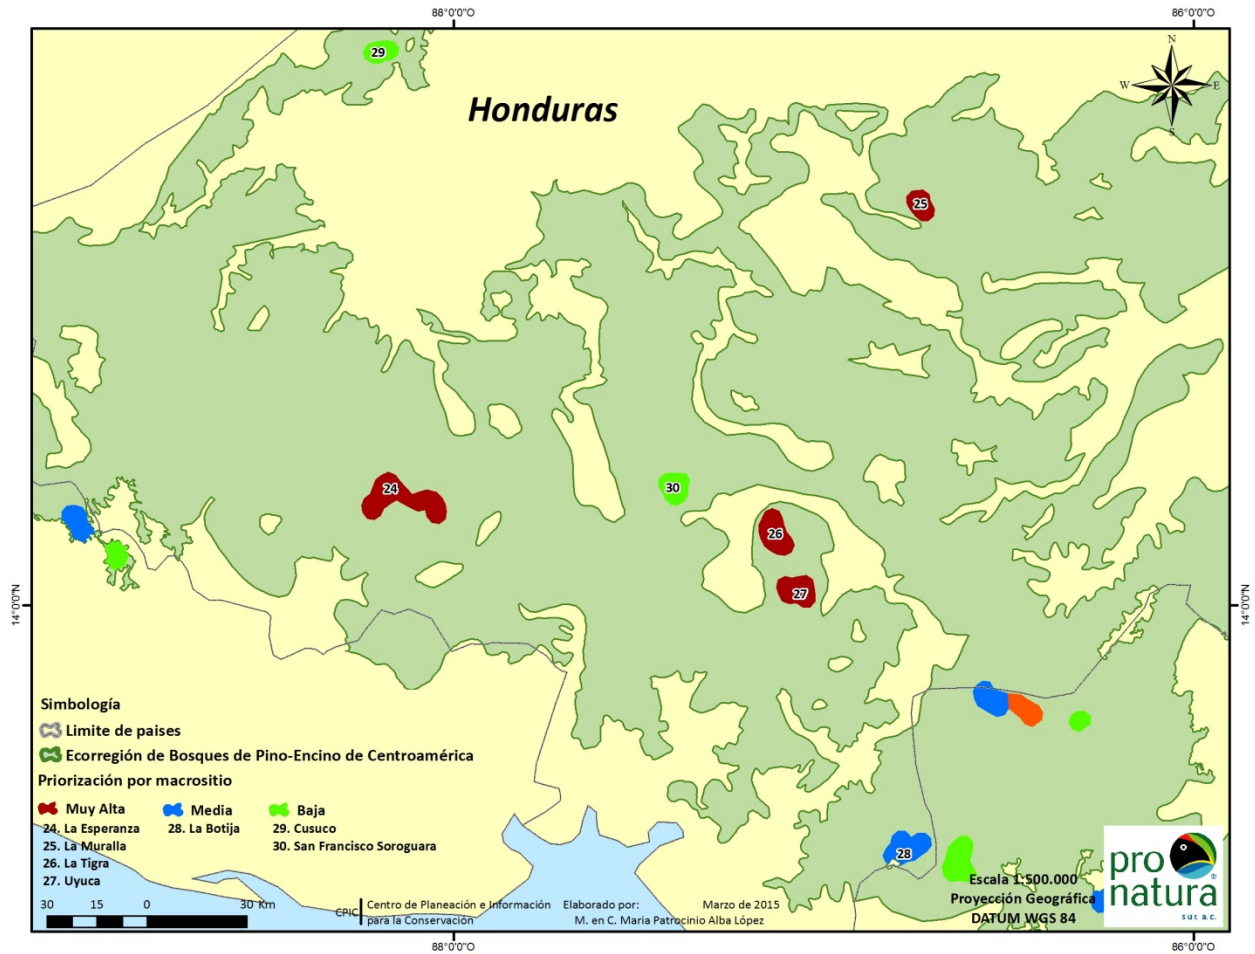 88°0'0"O
86°0'0"O
29
Honduras
N
W
E
S
25
24
30
26
27
14°0'0"N
14°0'0"N
28
Simbología
Limite de paises
Ecorregión de Bosques de Pino-Encino de Centroamérica
Priorización por macrositio
Muy Alta
24. La Esperanza
25. La Muralla
26. La Tigra
27. Uyuca
Media
28. La Botija
Baja
29. Cusuco
30. San Francisco Soroguara
30 15 0 30 Km
CPIC
Centro de Planeación e Información
para la Conservación
Elaborado por: Marzo de 2015
M. en C. Maria Patrocinio Alba López
Escala 1:500.000
Proyección Geográfica
DATUM WGS 84
pro
natura
®
sur, a.c.
88°0'0"O
86°0'0"O